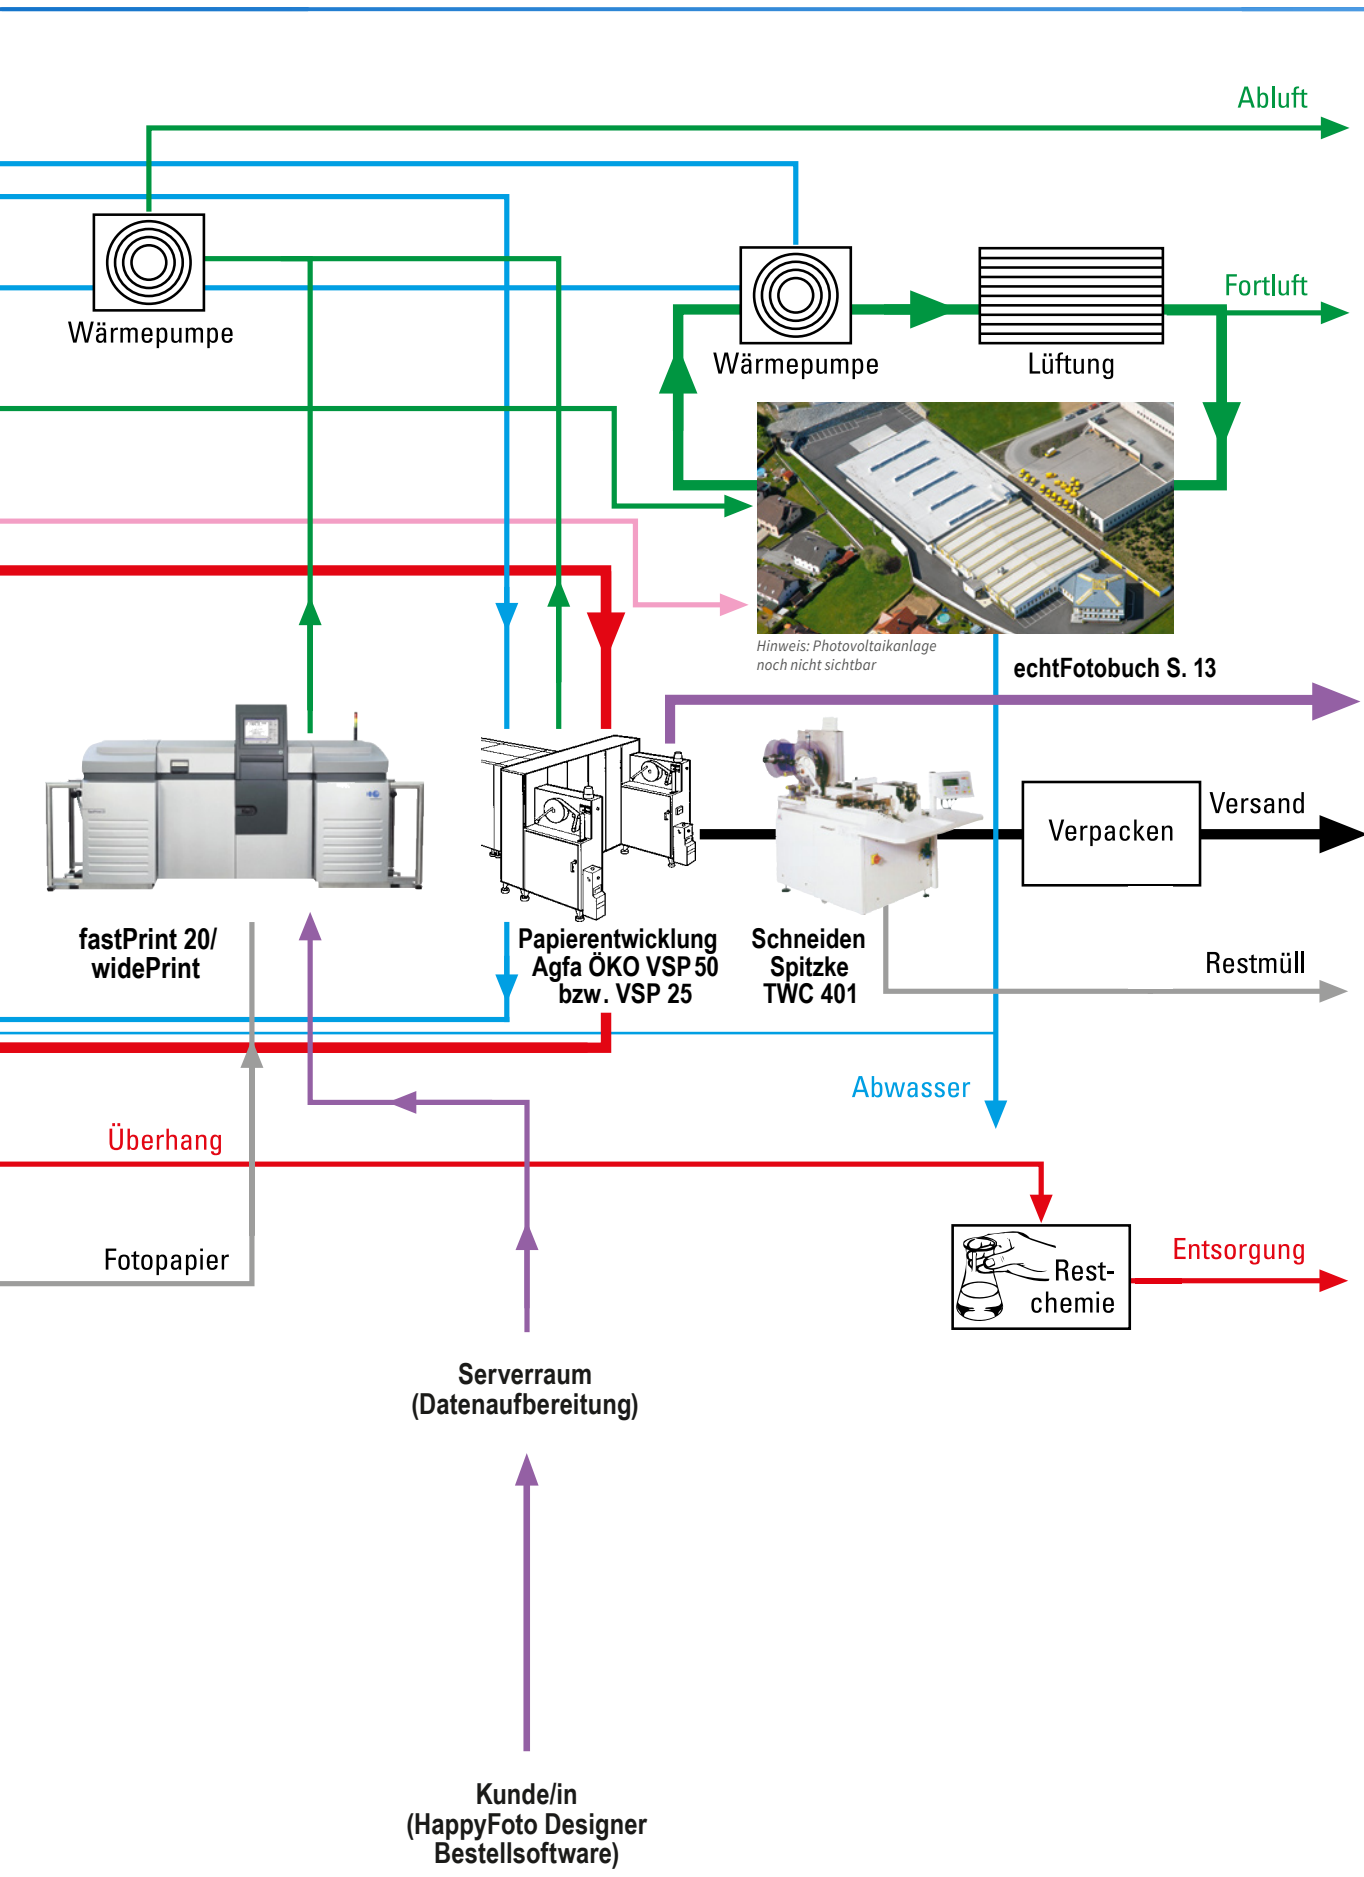 Abluft
Fortluft
Wärmepumpe
Wärmepumpe
Lüftung
Hinweis: Photovoltaikanlage
noch nicht sichtbar
echtFotobuch S. 13
Versand
Verpacken
fastPrint 20/
widePrint
Papierentwicklung
Agfa ÖKO VSP 50
bzw. VSP 25
Schneiden
Spitzke
TWC 401
Restmüll
Abwasser
Überhang
Fotopapier
Rest-
chemie
Entsorgung
Serverraum
(Datenaufbereitung)
Kunde/in
(HappyFoto Designer
Bestellsoftware)